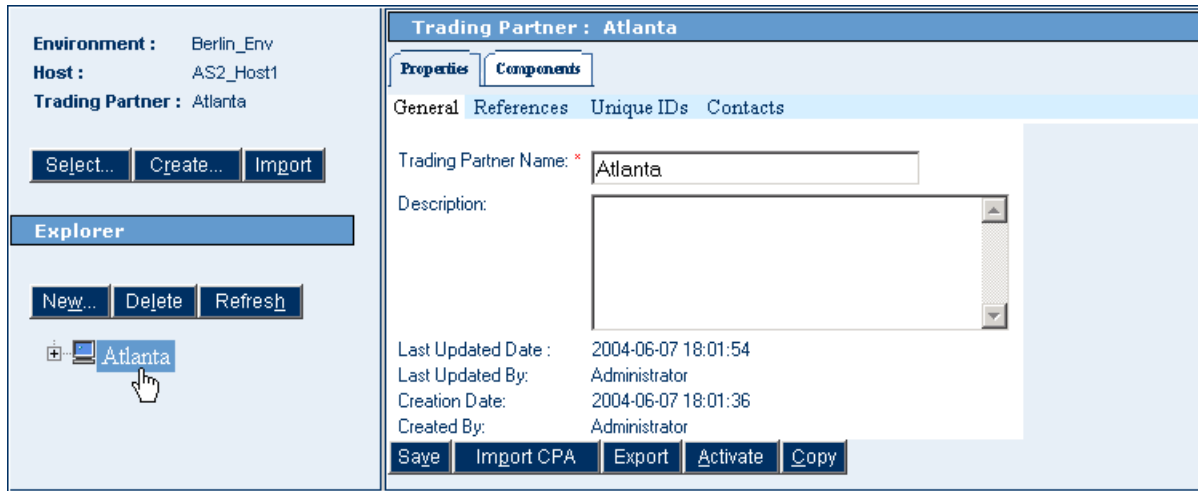 Environment : Berlin_Env
Host : AS2_Host1
Trading Partner : Atlanta
Select... Create... Import
Explorer
New... Delete Refresh
Atlanta
Trading Partner : Atlanta
Properties Components
General References Unique IDs Contacts
Trading Partner Name: * Atlanta
Description:
Last Updated Date : 2004-06-07 18:01:54
Last Updated By: Administrator
Creation Date: 2004-06-07 18:01:36
Created By: Administrator
Save Import CPA Export Activate Copy